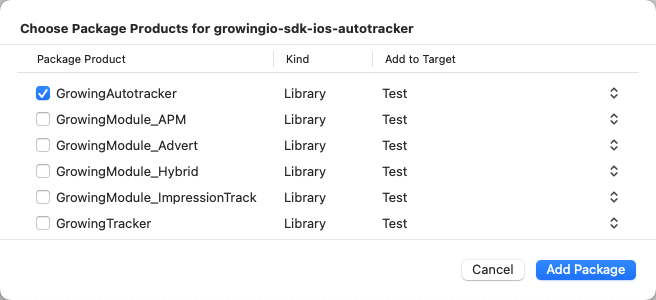 Choose Package Products for growingio-sdk-ios-autotracker
Package Product Kind Add to Target
GrowingAutotracker Library Test
GrowingModule_APM Library Test
GrowingModule_Advert Library Test
GrowingModule_Hybrid Library Test
GrowingModule_ImpressionTrack Library Test
GrowingTracker Library Test
Cancel Add Package